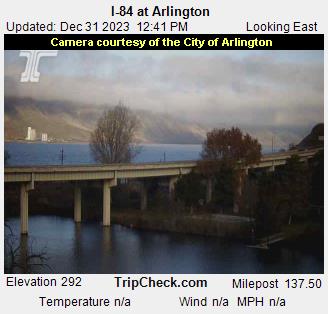 I-84 at Arlington
Updated: Dec 31 2023 12:41 PM Looking East
Camera courtesy of the City of Arlington
Elevation 292 TripCheck.com Milepost 137.50
Temperature n/a Wind n/a MPH n/a